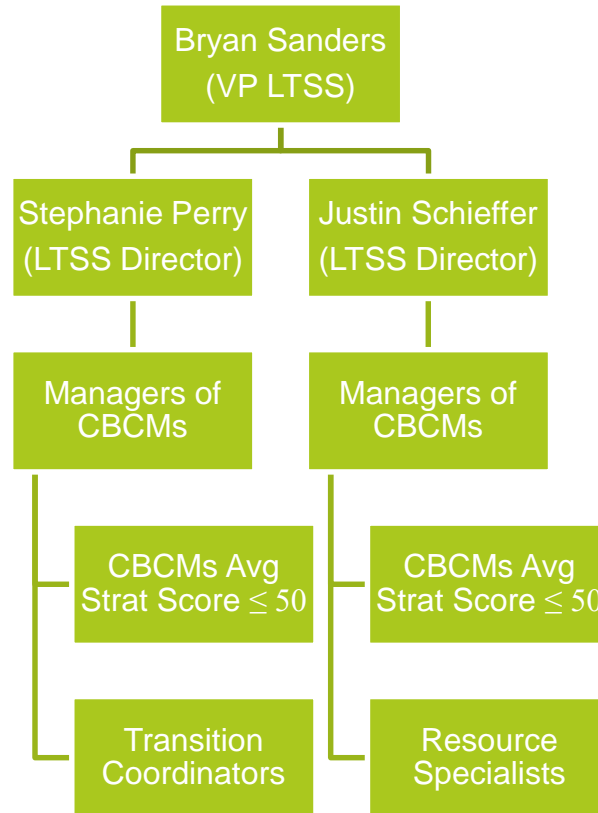 Bryan Sanders
(VP LTSS)
Stephanie Perry
(LTSS Director)
Justin Schieffer
(LTSS Director)
Managers of
CBCMs
Managers of
CBCMs
CBCMs Avg
Strat Score ≤ 50
CBCMs Avg
Strat Score ≤ 50
Transition
Coordinators
Resource
Specialists